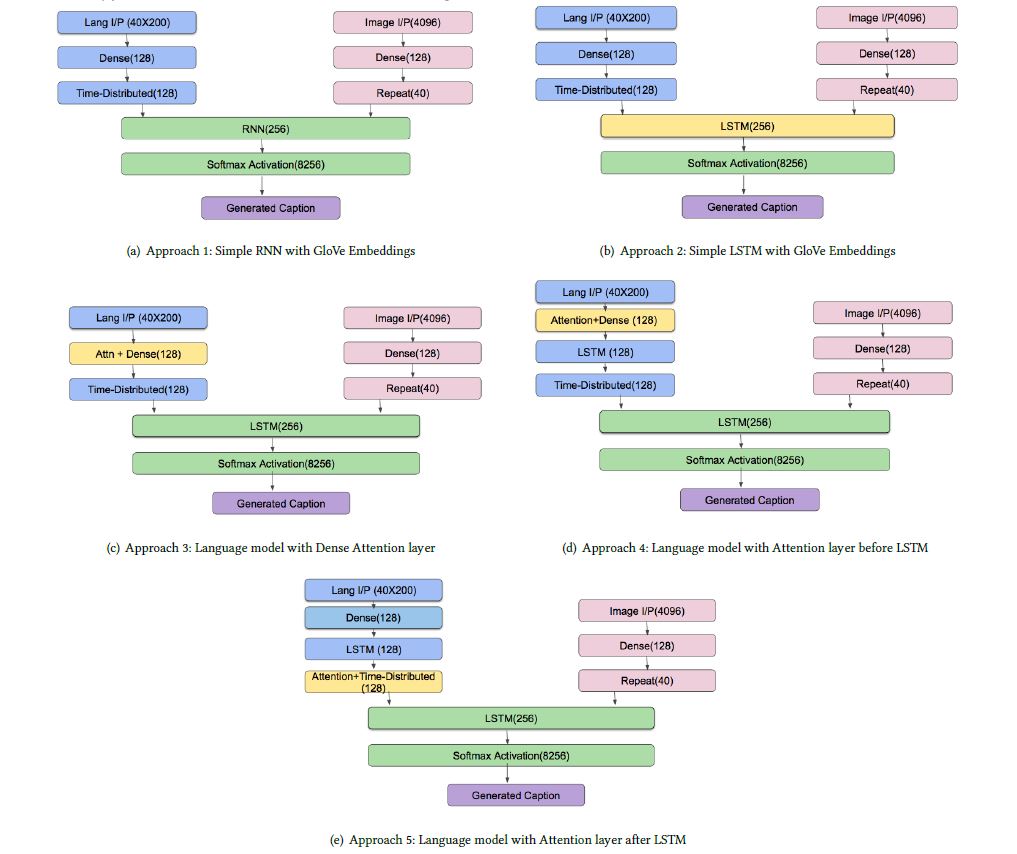 Lang I/P (40X200)
Dense(128)
Time-Distributed(128)
Image I/P(4096)
Dense(128)
Repeat(40)
RNN(256)
Softmax Activation(8256)
Generated Caption
(a) Approach 1: Simple RNN with GloVe Embeddings
Lang I/P (40X200)
Dense(128)
Time-Distributed(128)
Image I/P(4096)
Dense(128)
Repeat(40)
LSTM(256)
Softmax Activation(8256)
Generated Caption
(b) Approach 2: Simple LSTM with GloVe Embeddings
Lang I/P (40X200)
Attn + Dense(128)
Time-Distributed(128)
Image I/P(4096)
Dense(128)
Repeat(40)
LSTM(256)
Softmax Activation(8256)
Generated Caption
(c) Approach 3: Language model with Dense Attention layer
Lang I/P (40X200)
Attention+Dense (128)
LSTM (128)
Time-Distributed(128)
Image I/P(4096)
Dense(128)
Repeat(40)
LSTM(256)
Softmax Activation(8256)
Generated Caption
(d) Approach 4: Language model with Attention layer before LSTM
Lang I/P (40X200)
Dense(128)
LSTM (128)
Attention+Time-Distributed
(128)
Image I/P(4096)
Dense(128)
Repeat(40)
LSTM(256)
Softmax Activation(8256)
Generated Caption
(e) Approach 5: Language model with Attention layer after LSTM